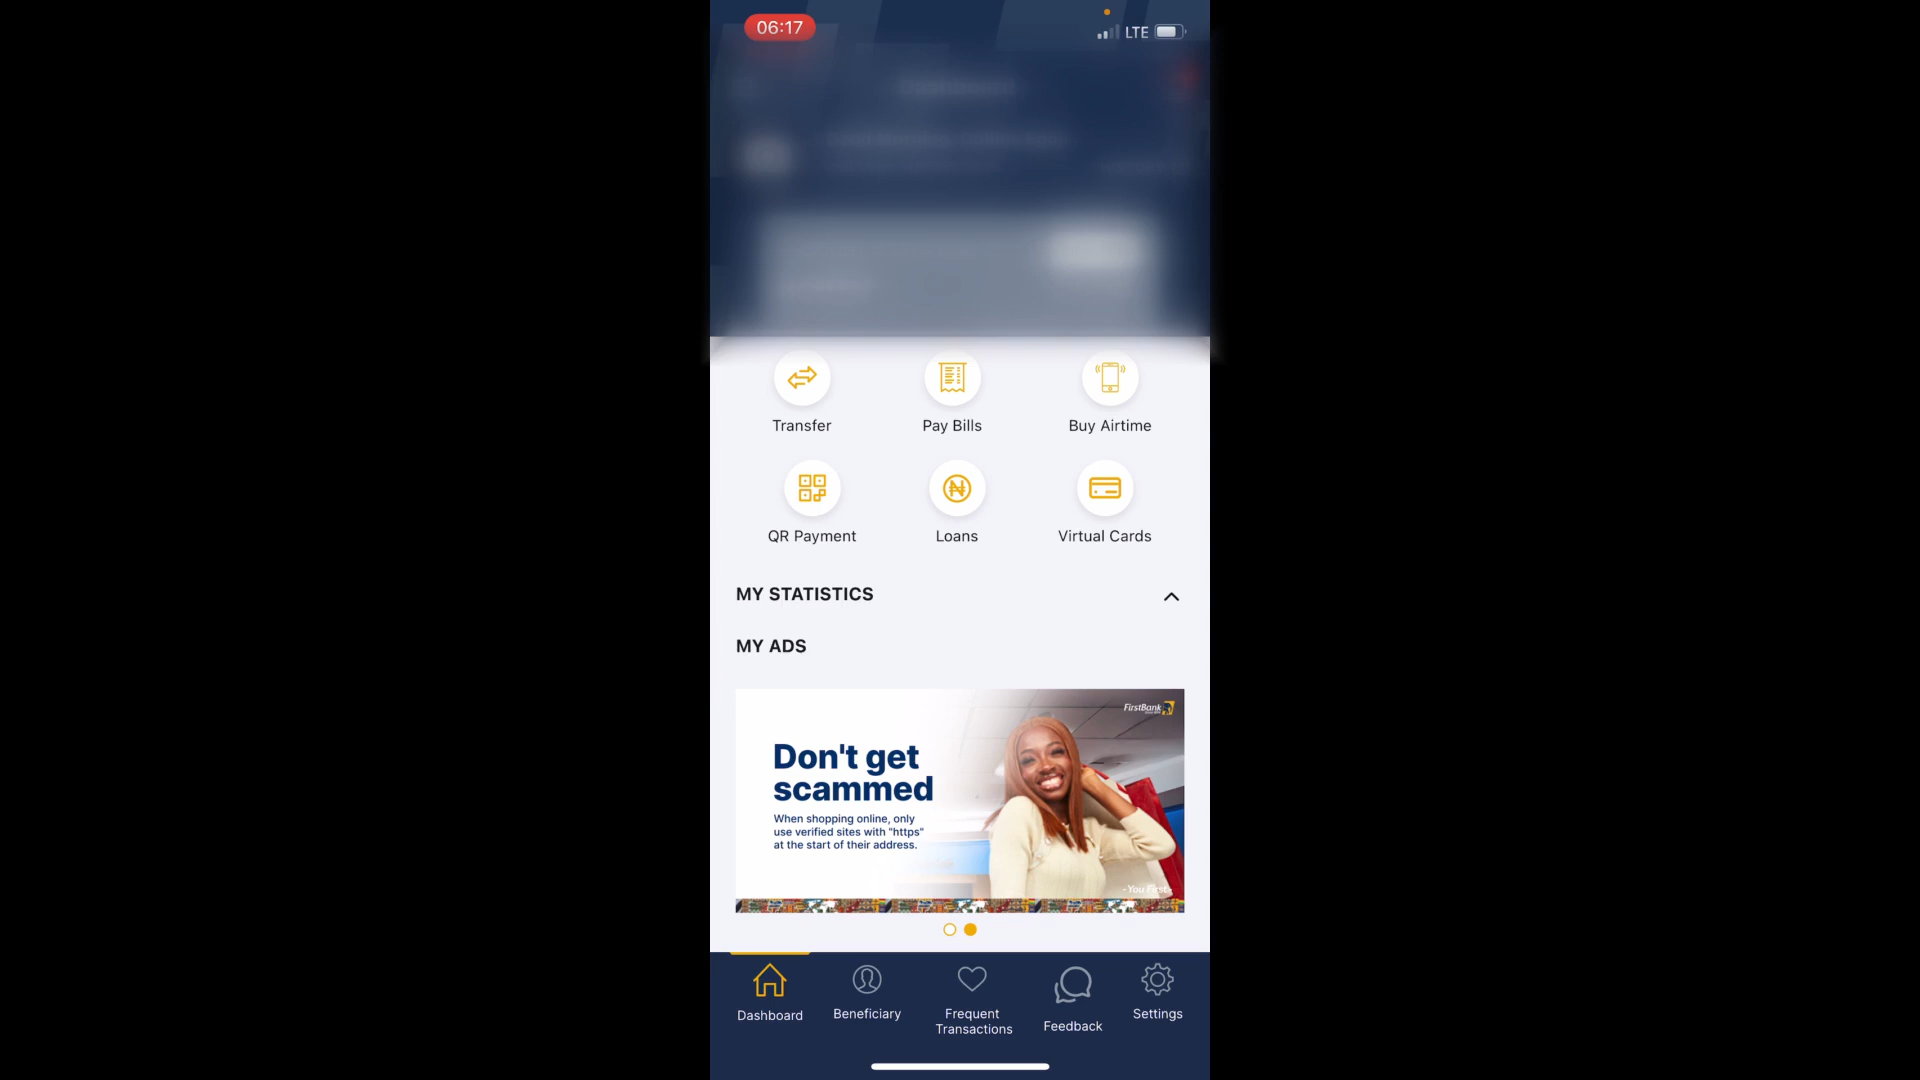 06:17
LTE
Transfer
Pay Bills
Buy Airtime
QR Payment
Loans
Virtual Cards
MY STATISTICS
MY ADS
FirstBank
Don't get
scammed
When shopping online, only
use verified sites with "https"
at the start of their address.
- You First -
Dashboard
Beneficiary
Frequent
Transactions
Feedback
Settings